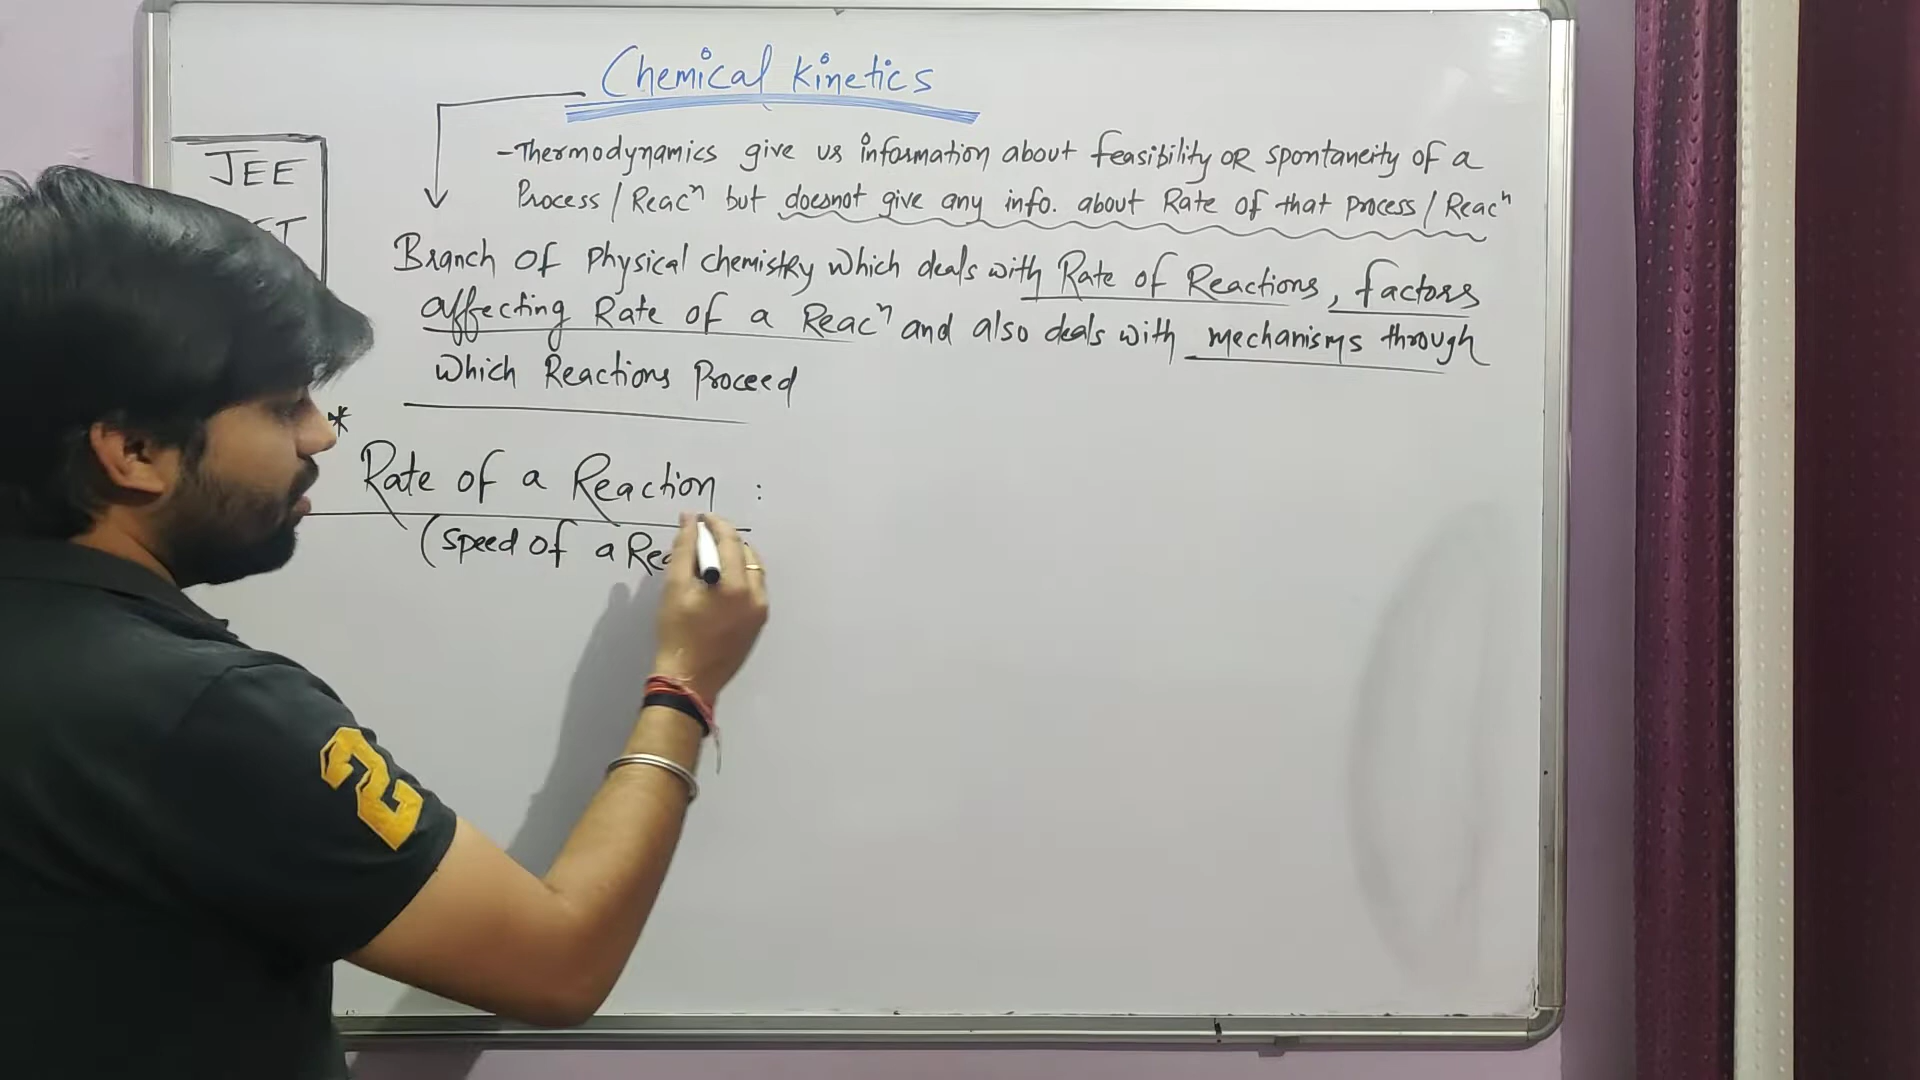 Chemical Kinetics
JEE
- Thermodynamics give us information about feasibility OR spontaneity of a
Process / Reacⁿ but doesnot give any info. about Rate of that process / Reacⁿ
Branch of Physical chemistry which deals with Rate of Reactions, factors
affecting Rate of a Reacⁿ and also deals with mechanisms through
which Reactions Proceed
* Rate of a Reaction :
(speed of a
2